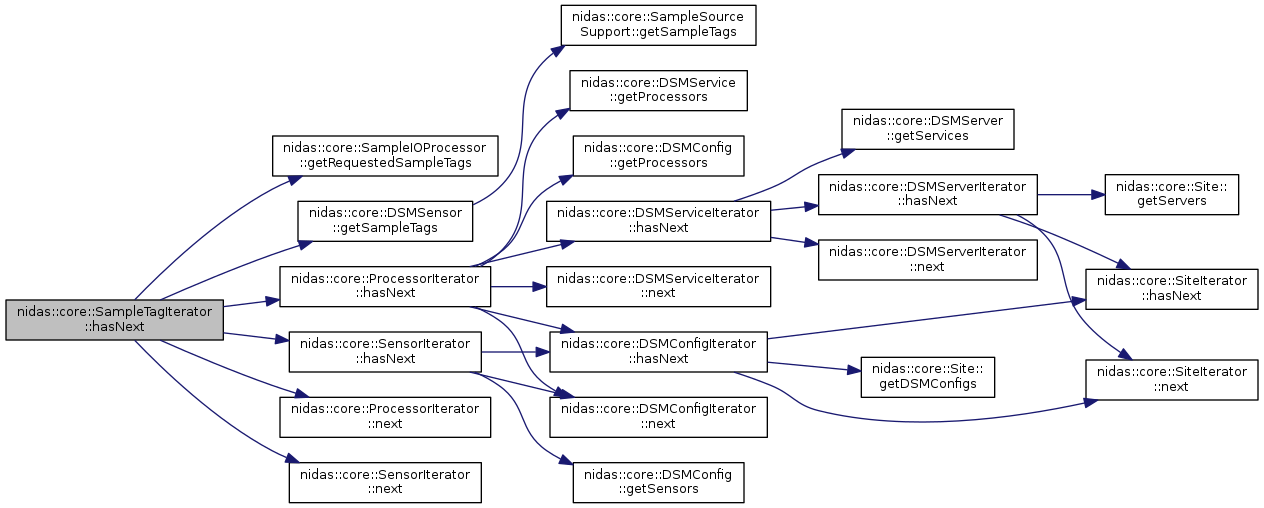 nidas::core::SampleTagIterator
::hasNext
nidas::core::SampleIOProcessor
::getRequestedSampleTags
nidas::core::DSMSensor
::getSampleTags
nidas::core::ProcessorIterator
::hasNext
nidas::core::SensorIterator
::hasNext
nidas::core::ProcessorIterator
::next
nidas::core::SensorIterator
::next
nidas::core::SampleSource
Support::getSampleTags
nidas::core::DSMService
::getProcessors
nidas::core::DSMConfig
::getProcessors
nidas::core::DSMServiceIterator
::hasNext
nidas::core::DSMServiceIterator
::next
nidas::core::DSMConfigIterator
::hasNext
nidas::core::DSMConfigIterator
::next
nidas::core::DSMConfig
::getSensors
nidas::core::DSMServer
::getServices
nidas::core::DSMServerIterator
::hasNext
nidas::core::DSMServerIterator
::next
nidas::core::Site::
getDSMConfigs
nidas::core::Site::
getServers
nidas::core::SiteIterator
::hasNext
nidas::core::SiteIterator
::next